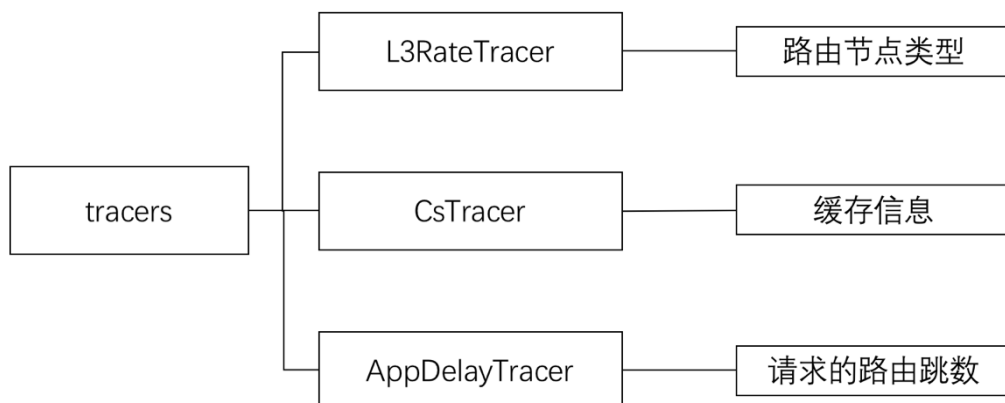 L3RateTracer
路由节点类型
tracers
CsTracer
缓存信息
AppDelayTracer
请求的路由跳数